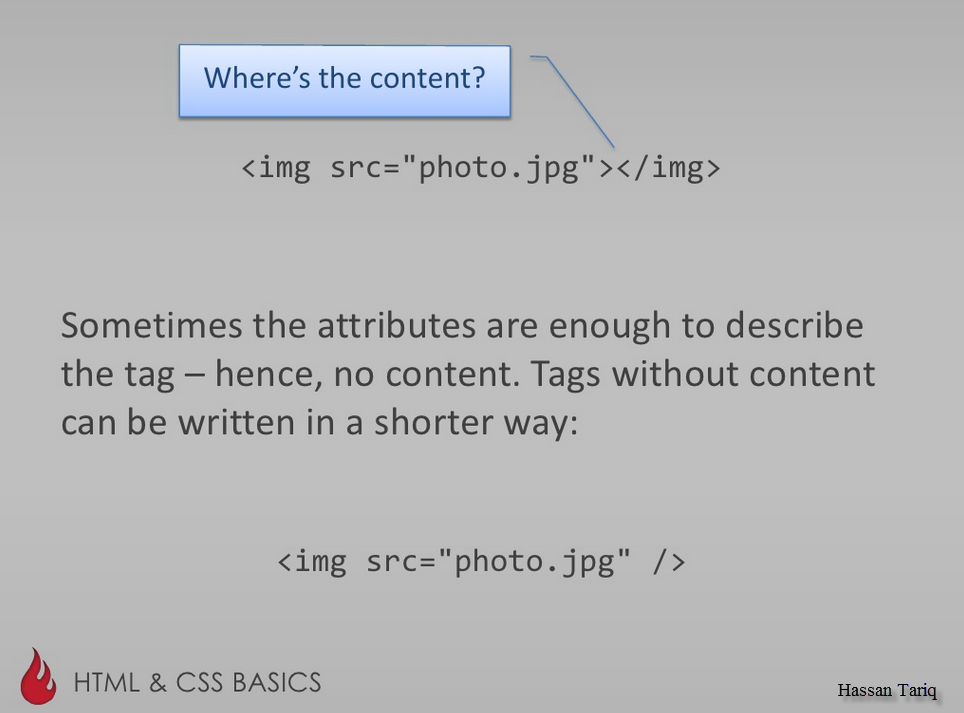 Where’s the content?
<img src="photo.jpg"></img>
Sometimes the attributes are enough to describe
the tag – hence, no content. Tags without content
can be written in a shorter way:
<img src="photo.jpg" />
HTML & CSS BASICS
Hassan Tariq